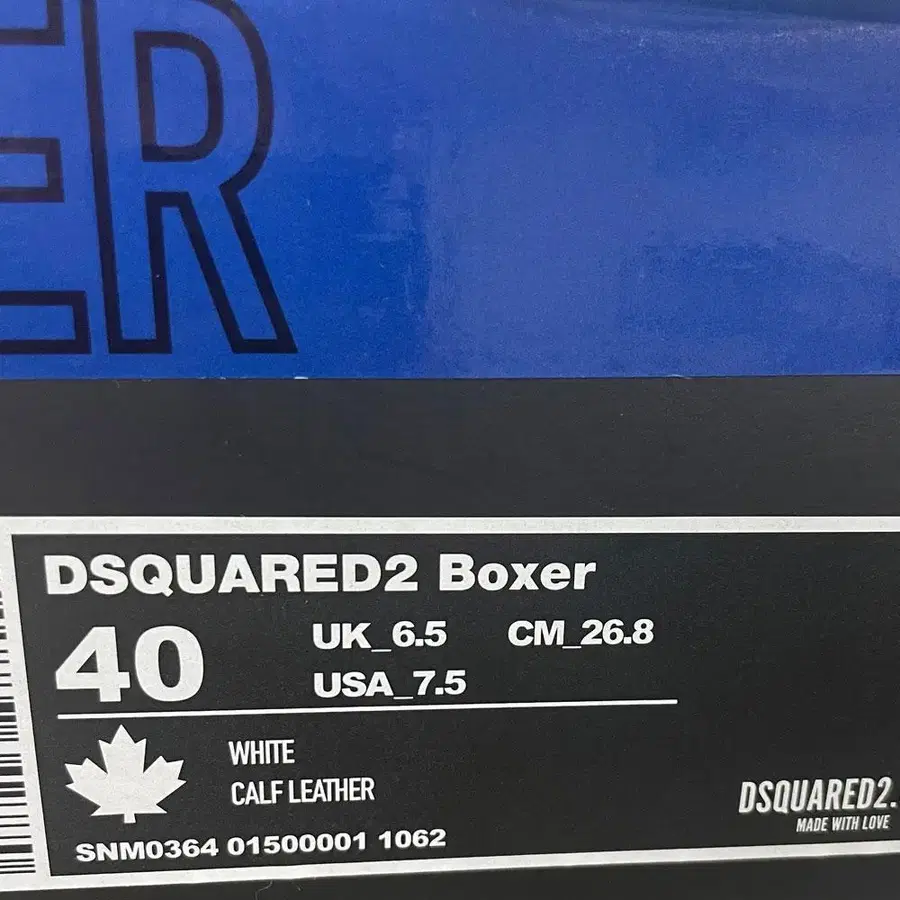 ER
DSQUARED2 Boxer
40
UK_6.5 CM_26.8
USA_7.5
WHITE
CALF LEATHER
SNM0364 01500001 1062
DSQUARED2.
MADE WITH LOVE